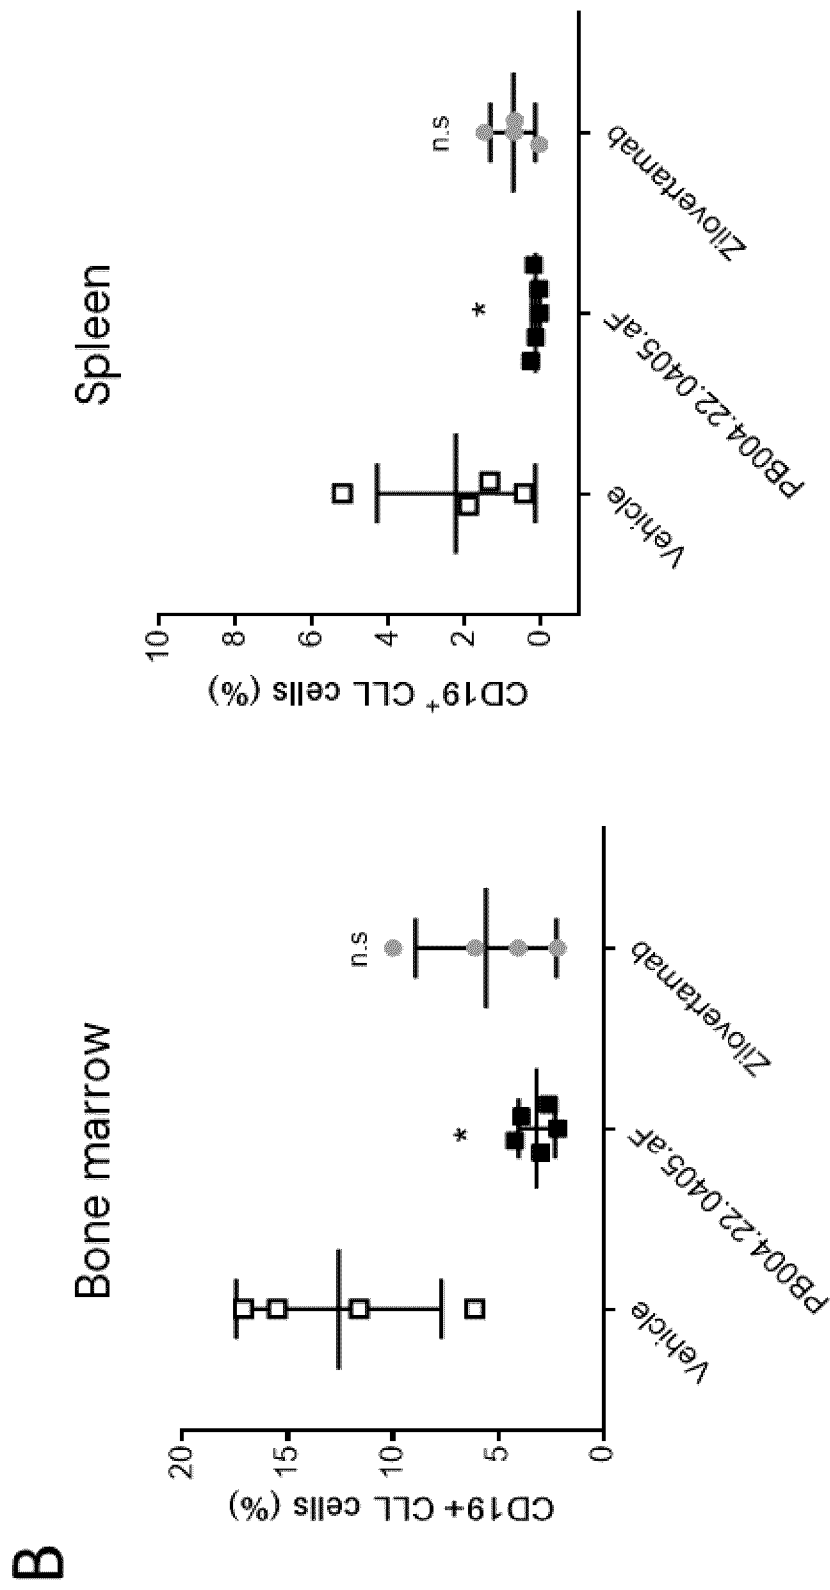 B
Bone marrow
CD19+ CLL cells (%)
20
15
10
5
0
*
n.s
Vehicle
PB004.22.0405.aF
Zilovertamab
Spleen
CD19+ CLL cells (%)
10
8
6
4
2
0
*
n.s
Vehicle
PB004.22.0405.aF
Zilovertamab